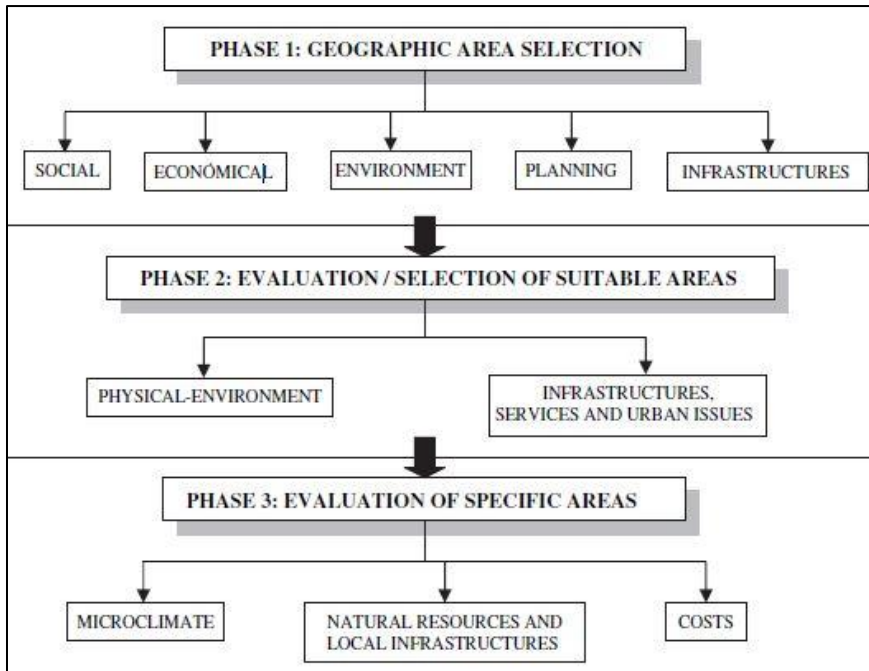 PHASE 1: GEOGRAPHIC AREA SELECTION
SOCIAL
ECONÓMICAL
ENVIRONMENT
PLANNING
INFRASTRUCTURES
PHASE 2: EVALUATION / SELECTION OF SUITABLE AREAS
PHYSICAL-ENVIRONMENT
INFRASTRUCTURES,
SERVICES AND URBAN ISSUES
PHASE 3: EVALUATION OF SPECIFIC AREAS
MICROCLIMATE
NATURAL RESOURCES AND
LOCAL INFRASTRUCTURES
COSTS